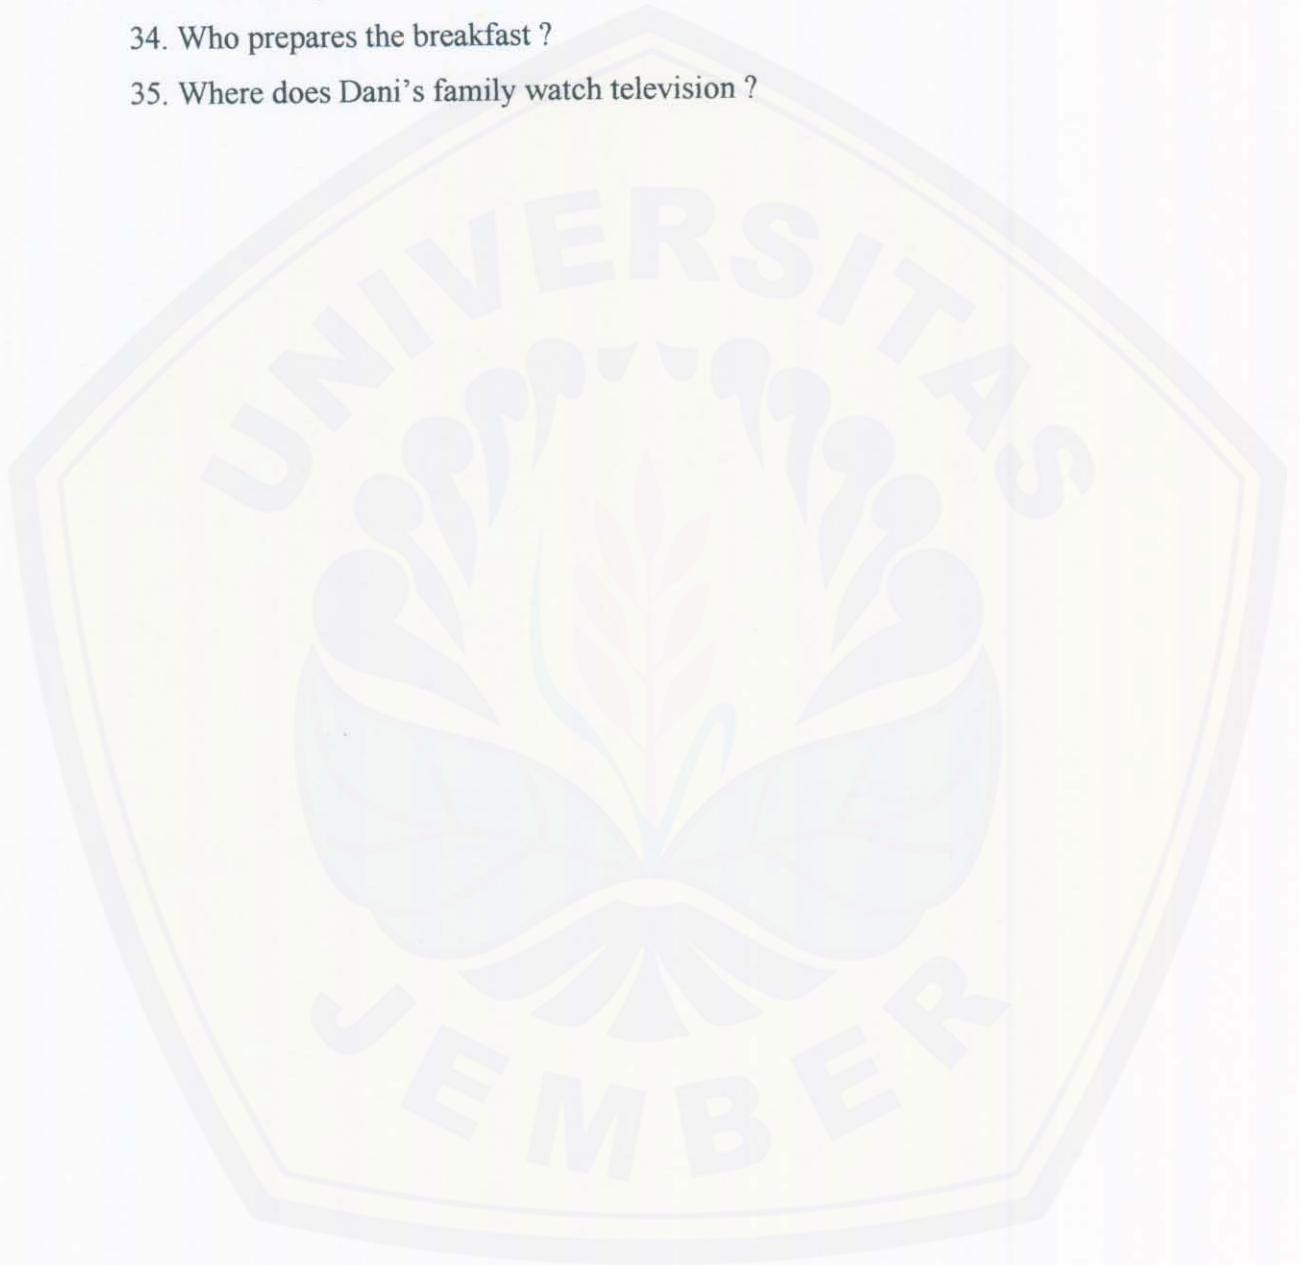 34. Who prepares the breakfast ?
35. Where does Dani's family watch television ?
UNIVERSITAS
JEMBER